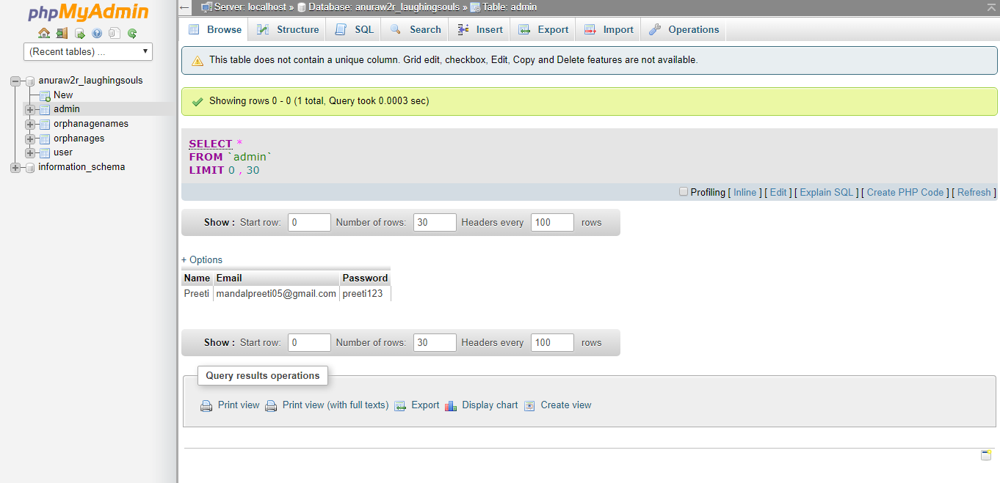 phpMyAdmin
(Recent tables) ...
anuraw2r_laughingsouls
New
admin
orphanagenames
orphanages
user
information_schema
Server: localhost » Database: anuraw2r_laughingsouls » Table: admin
Browse Structure SQL Search Insert Export Import Operations
This table does not contain a unique column. Grid edit, checkbox, Edit, Copy and Delete features are not available.
Showing rows 0 - 0 (1 total, Query took 0.0003 sec)
SELECT *
FROM `admin`
LIMIT 0 , 30
Profiling [ Inline ] [ Edit ] [ Explain SQL ] [ Create PHP Code ] [ Refresh ]
Show : Start row: 0 Number of rows: 30 Headers every 100 rows
+ Options
Name Email Password
Preeti mandalpreeti05@gmail.com preeti123
Show : Start row: 0 Number of rows: 30 Headers every 100 rows
Query results operations
Print view Print view (with full texts) Export Display chart Create view